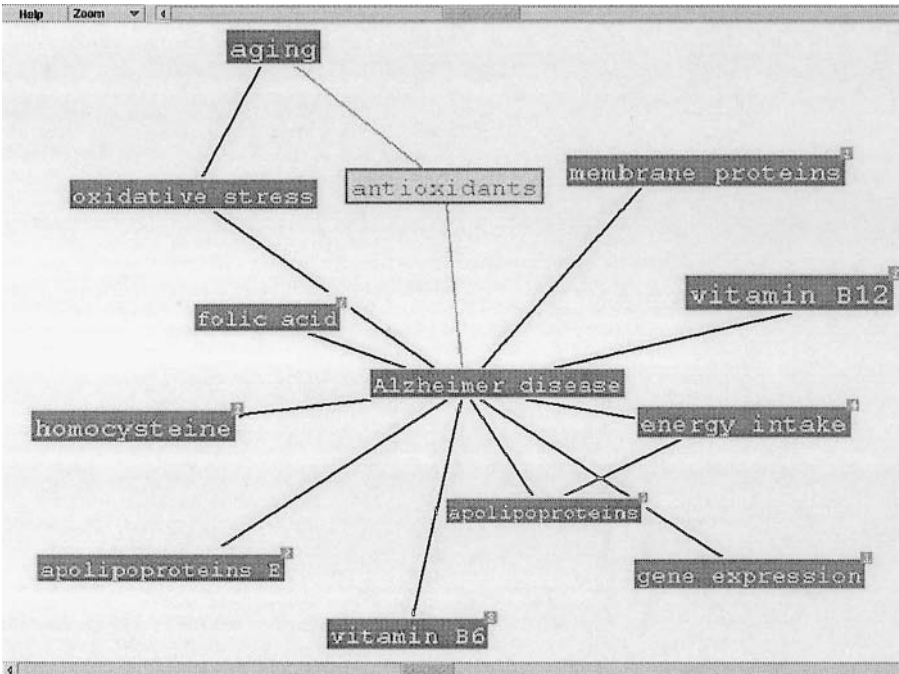 Help Zoom
aging
oxidative stress
antioxidants
membrane proteins
folic acid
vitamin B12
Alzheimer disease
homocysteine
energy intake
apolipoproteins
apolipoproteins E
gene expression
vitamin B6